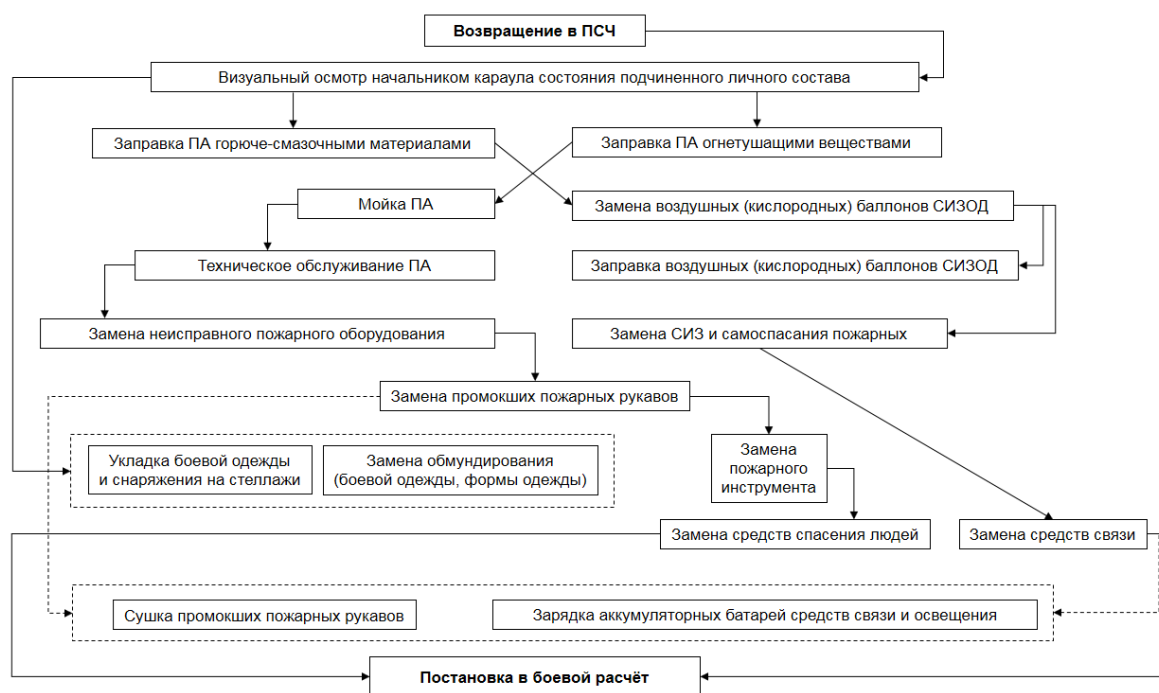 Возвращение в ПСЧ
Визуальный осмотр начальником караула состояния подчиненного личного состава
Заправка ПА горюче-смазочными материалами
Заправка ПА огнетушащими веществами
Мойка ПА
Замена воздушных (кислородных) баллонов СИЗОД
Техническое обслуживание ПА
Заправка воздушных (кислородных) баллонов СИЗОД
Замена неисправного пожарного оборудования
Замена СИЗ и самоспасания пожарных
Замена промокших пожарных рукавов
Укладка боевой одежды
и снаряжения на стеллажи
Замена обмундирования
(боевой одежды, формы одежды)
Замена
пожарного
инструмента
Замена средств спасения людей
Замена средств связи
Сушка промокших пожарных рукавов
Зарядка аккумуляторных батарей средств связи и освещения
Постановка в боевой расчёт